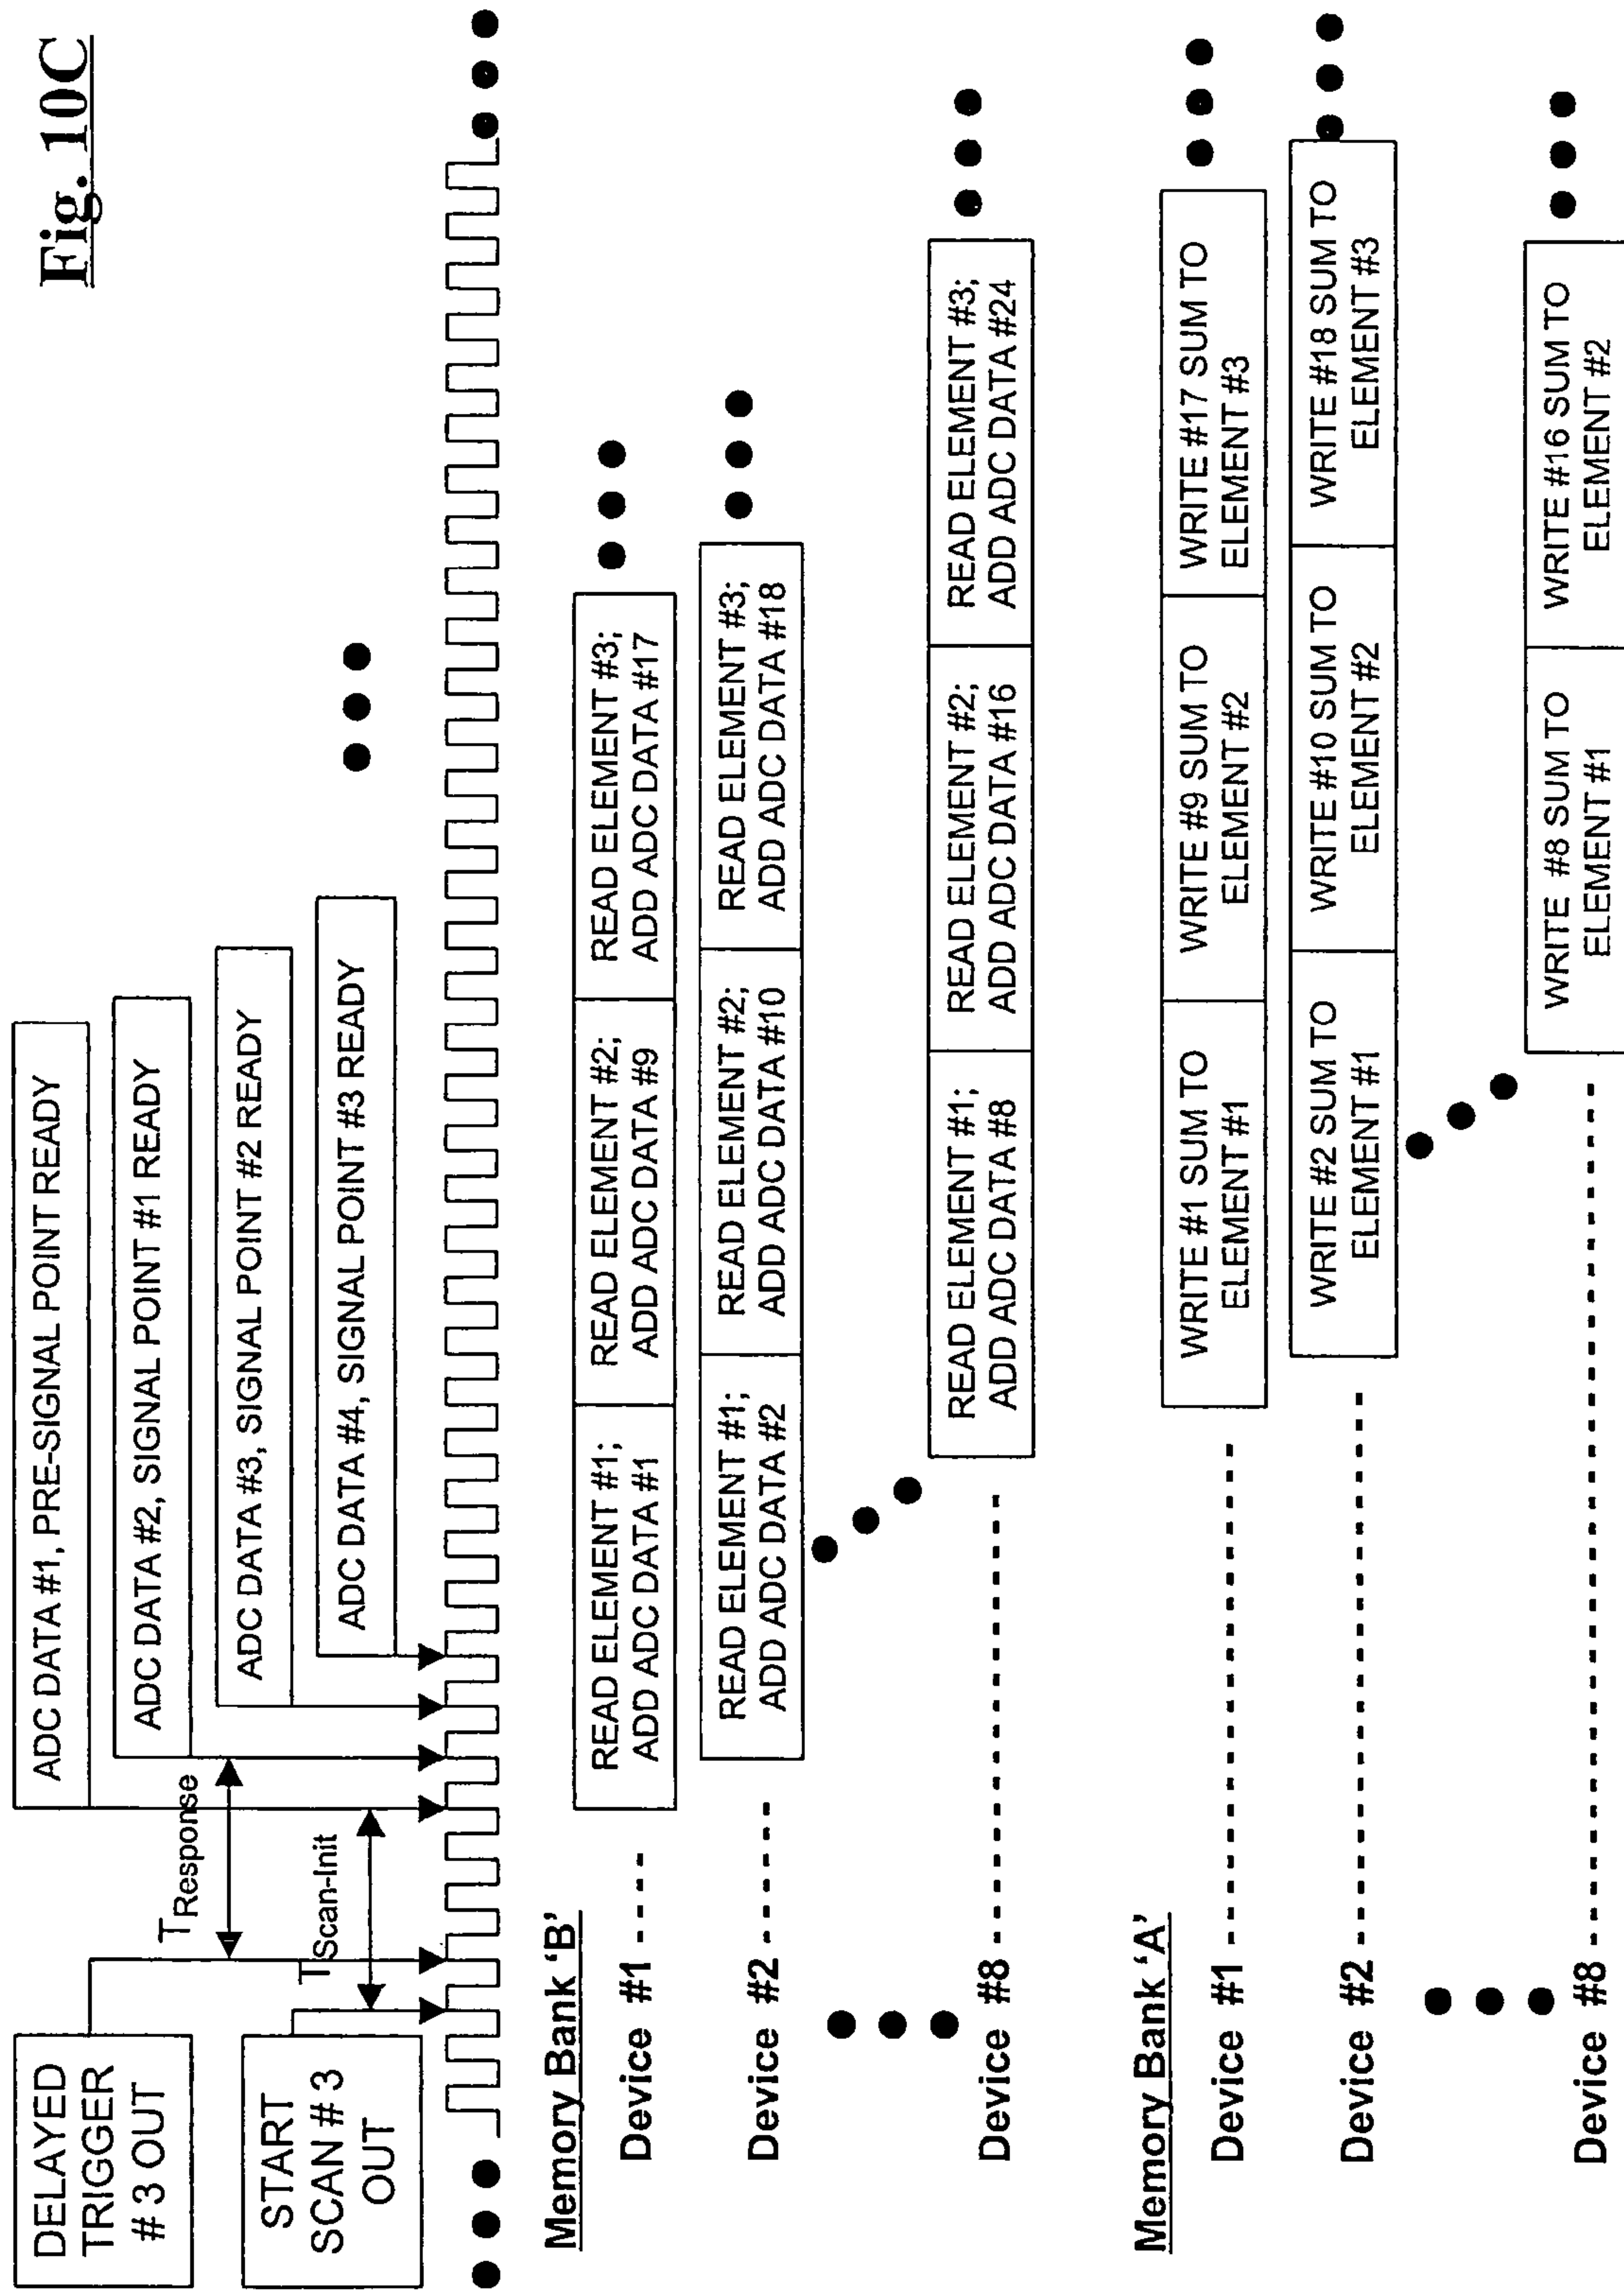 Fig. 10C
DELAYED
TRIGGER
# 3 OUT
START
SCAN # 3
OUT
TResponse
TScan-Init
ADC DATA #1, PRE-SIGNAL POINT READY
ADC DATA #2, SIGNAL POINT #1 READY
ADC DATA #3, SIGNAL POINT #2 READY
ADC DATA #4, SIGNAL POINT #3 READY
Memory Bank ‘B’
Device #1
READ ELEMENT #1;
ADD ADC DATA #1
READ ELEMENT #2;
ADD ADC DATA #9
READ ELEMENT #3;
ADD ADC DATA #17
Device #2
READ ELEMENT #1;
ADD ADC DATA #2
READ ELEMENT #2;
ADD ADC DATA #10
READ ELEMENT #3;
ADD ADC DATA #18
Device #8
READ ELEMENT #1;
ADD ADC DATA #8
READ ELEMENT #2;
ADD ADC DATA #16
READ ELEMENT #3;
ADD ADC DATA #24
Memory Bank ‘A’
Device #1
WRITE #1 SUM TO
ELEMENT #1
WRITE #9 SUM TO
ELEMENT #2
WRITE #17 SUM TO
ELEMENT #3
Device #2
WRITE #2 SUM TO
ELEMENT #1
WRITE #10 SUM TO
ELEMENT #2
WRITE #18 SUM TO
ELEMENT #3
Device #8
WRITE #8 SUM TO
ELEMENT #1
WRITE #16 SUM TO
ELEMENT #2